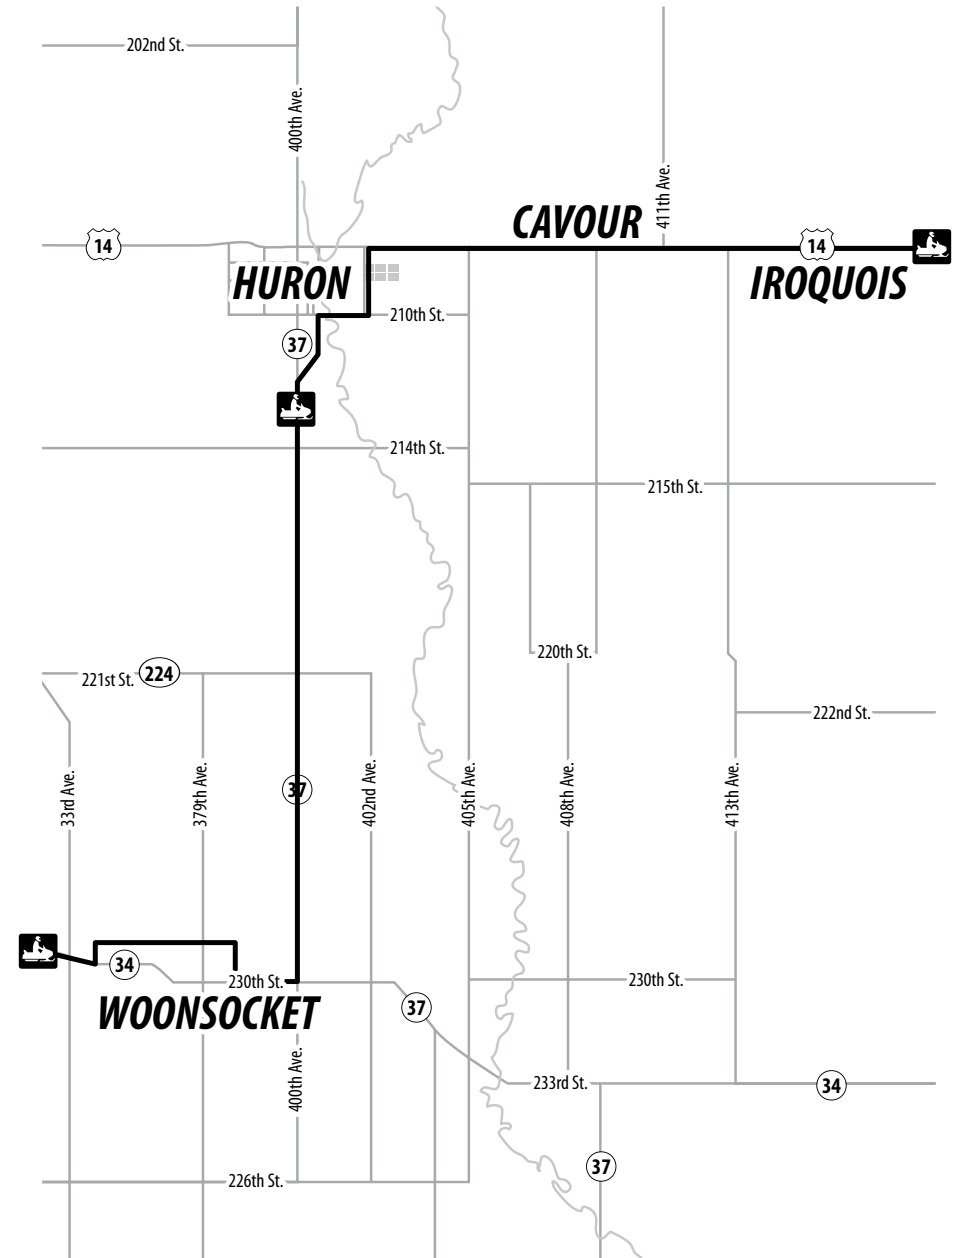 202nd St.
400th Ave.
411th Ave.
CAVOUR
14
14
HURON
IROQUOIS
210th St.
37
214th St.
215th St.
220th St.
221st St.
224
222nd St.
33rd Ave.
379th Ave.
37
402nd Ave.
405th Ave.
408th Ave.
413th Ave.
34
230th St.
230th St.
WOONSOCKET
37
400th Ave.
233rd St.
34
37
226th St.